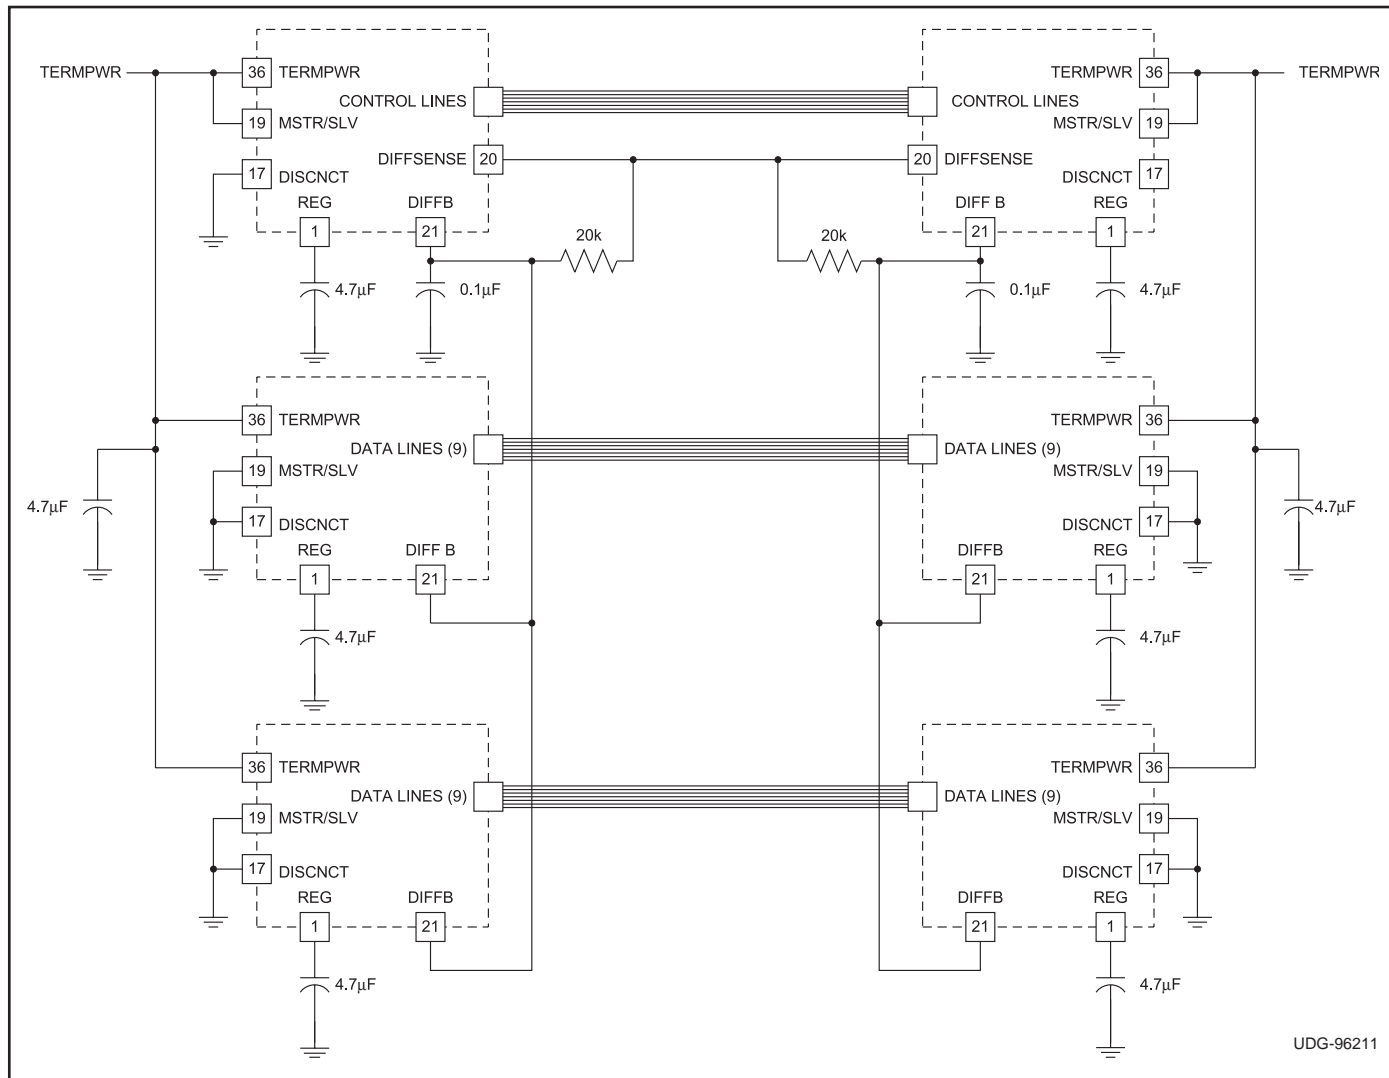 TERMPWR 36 TERMPWR TERMPWR 36 TERMPWR
CONTROL LINES CONTROL LINES
19 MSTR/SLV MSTR/SLV 19
DIFFSENSE 20 20 DIFFSENSE
17 DISCNCT DISCNCT 17
REG DIFFB DIFF B REG
1 21 21 1
20k 20k
4.7μF 0.1μF 0.1μF 4.7μF
36 TERMPWR TERMPWR 36
DATA LINES (9) DATA LINES (9)
19 MSTR/SLV MSTR/SLV 19
4.7μF 4.7μF
17 DISCNCT DISCNCT 17
REG DIFF B DIFFB REG
1 21 21 1
4.7μF 4.7μF
36 TERMPWR TERMPWR 36
DATA LINES (9) DATA LINES (9)
19 MSTR/SLV MSTR/SLV 19
17 DISCNCT DISCNCT 17
REG DIFFB DIFFB REG
1 21 21 1
4.7μF 4.7μF
UDG-96211